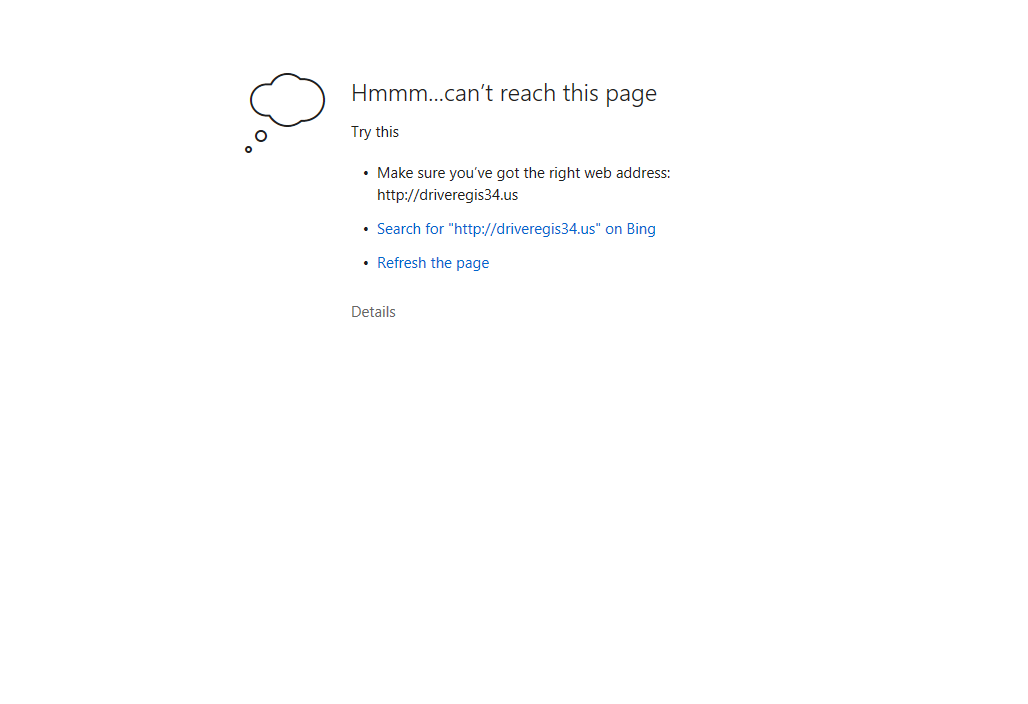 Hmmm...can’t reach this page
Try this
• Make sure you’ve got the right web address:
http://driveregis34.us
• Search for "http://driveregis34.us" on Bing
• Refresh the page
Details